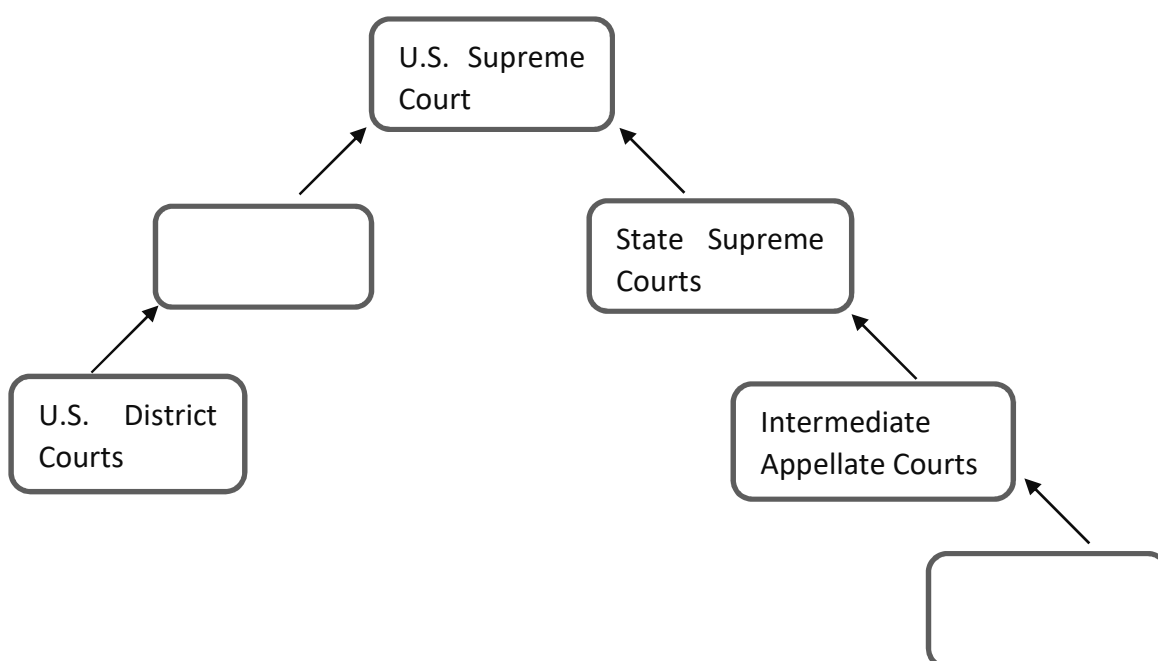 U.S. Supreme
Court
State Supreme
Courts
U.S. District
Courts
Intermediate
Appellate Courts